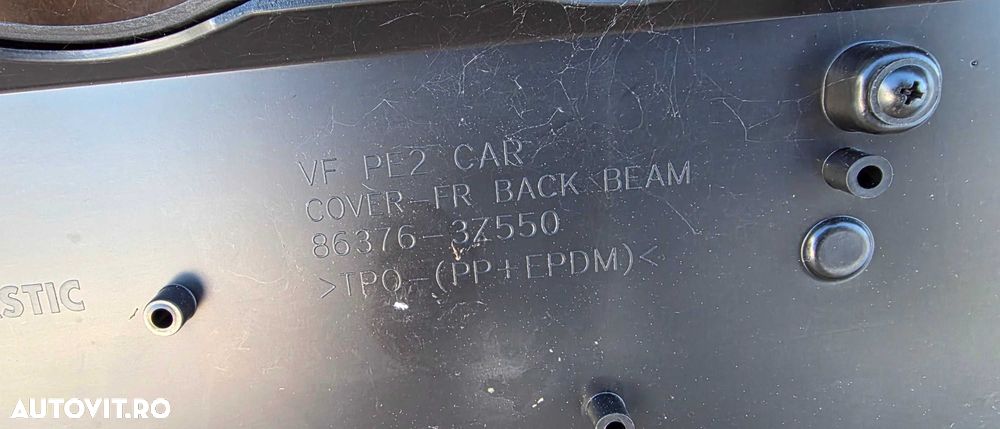 VF PE2 CAR
COVER-FR BACK BEAM
86376-3Z550
>TPO-(PP+EPDM)<
STIC
AUTOVIT.RO